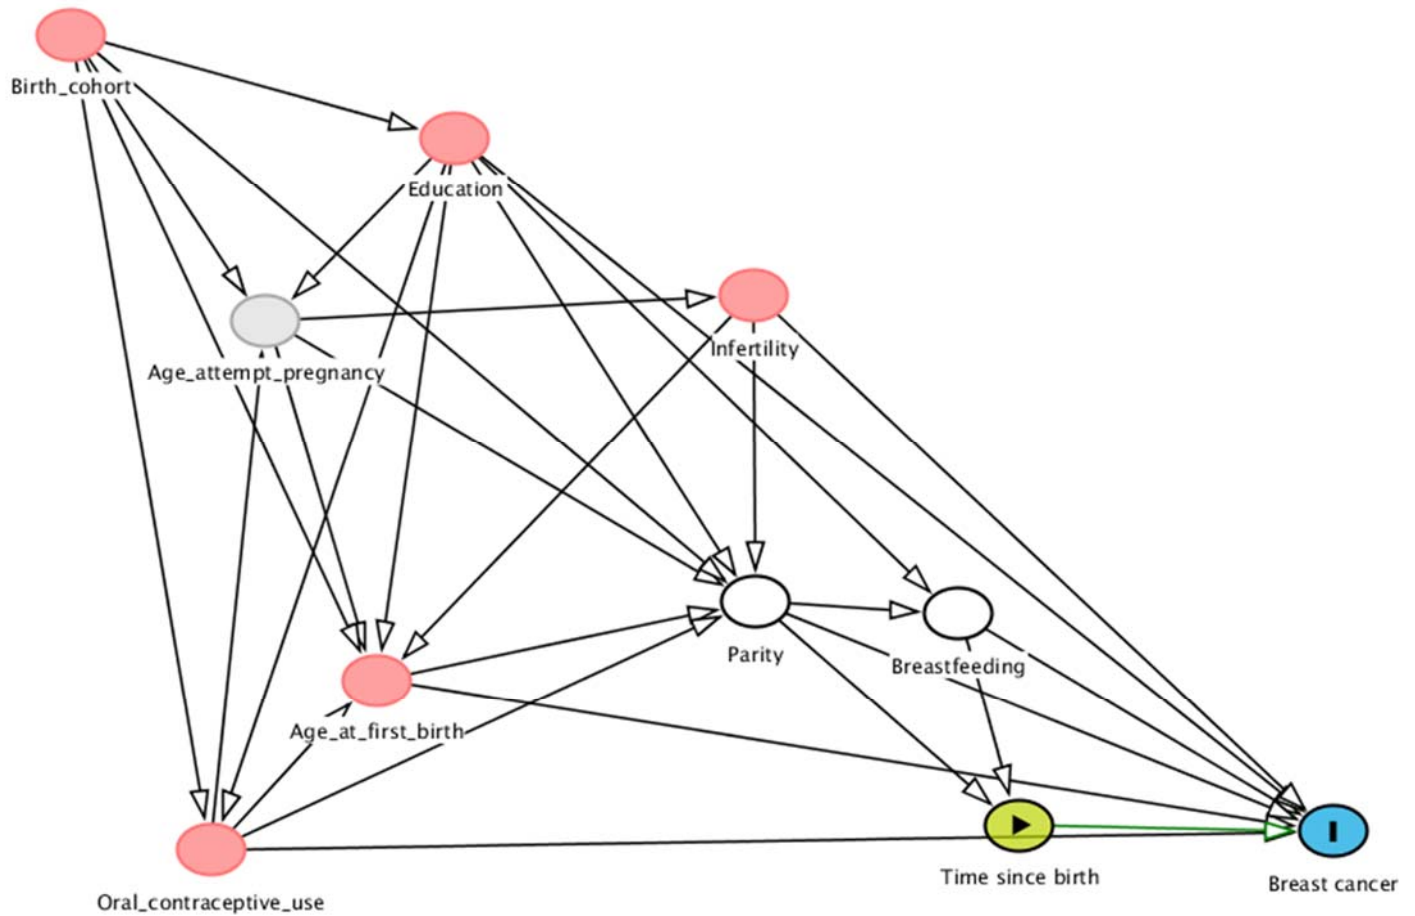 Birth_cohort
Education
Infertility
Age_attempt_pregnancy
Parity
Breastfeeding
Age_at_first_birth
Time since birth
Breast cancer
Oral_contraceptive_use